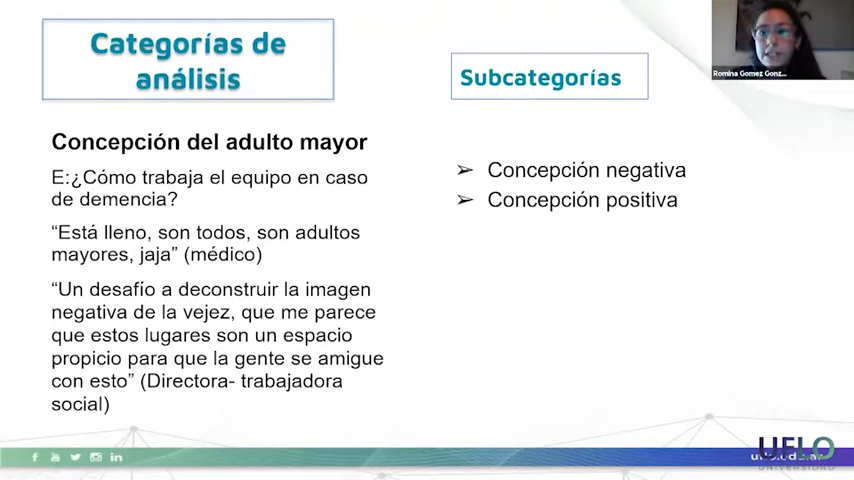 Categorías de
análisis
Subcategorías
Romina Gomez Gonz...
Concepción del adulto mayor
E:¿Cómo trabaja el equipo en caso
de demencia?
“Está lleno, son todos, son adultos
mayores, jaja” (médico)
“Un desafío a deconstruir la imagen
negativa de la vejez, que me parece
que estos lugares son un espacio
propicio para que la gente se amigue
con esto” (Directora- trabajadora
social)
➢ Concepción negativa
➢ Concepción positiva
UFLO
UNIVERSIDAD